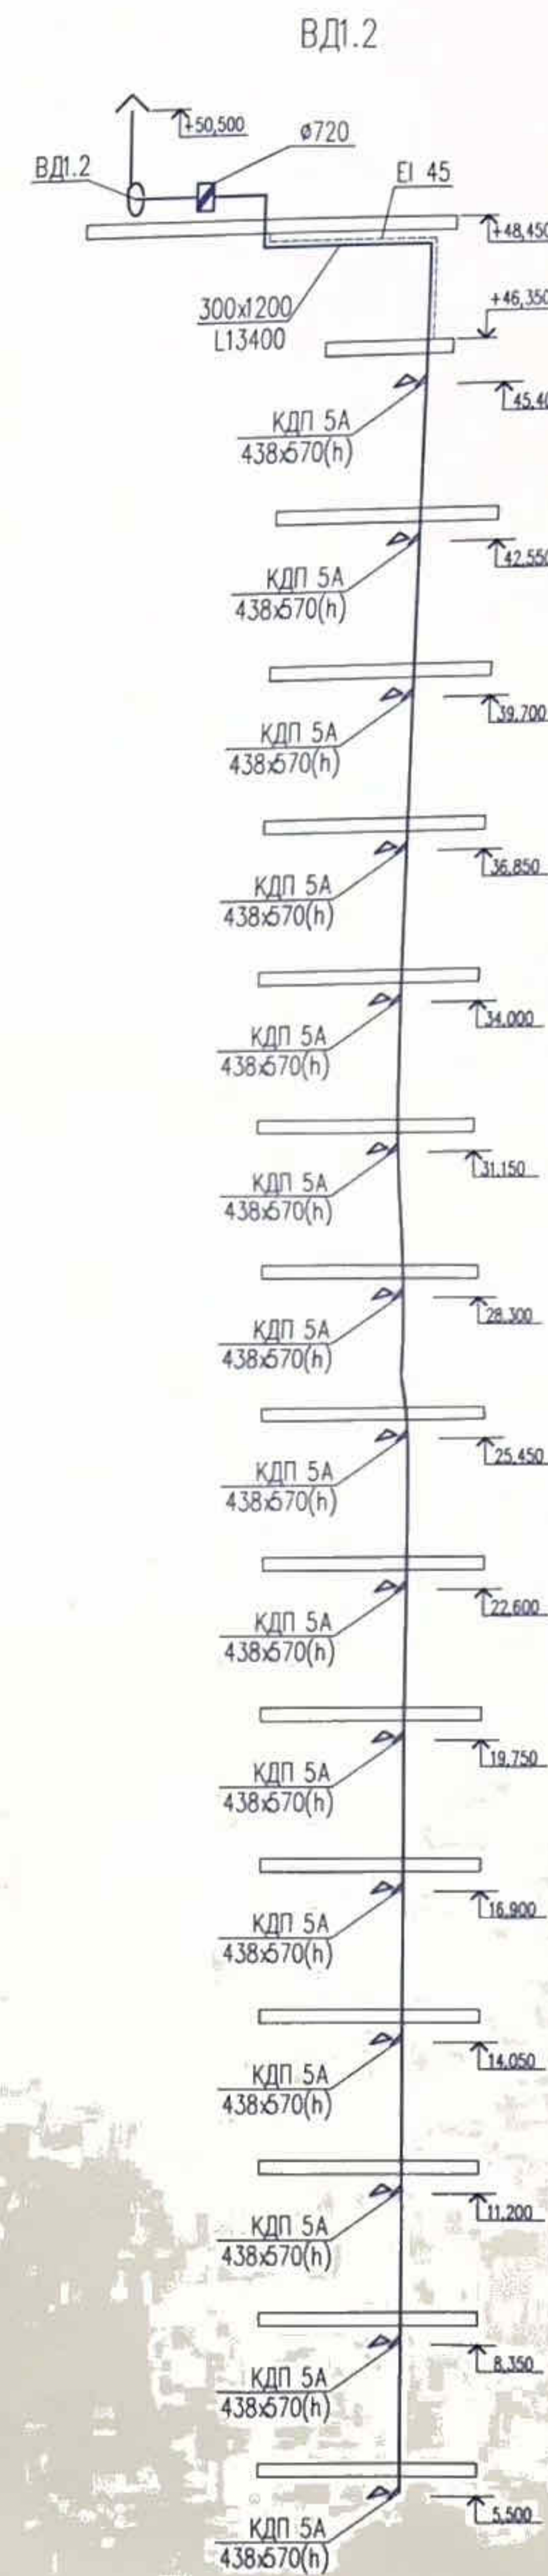 ВД1.2
+50,500
ø720
ВД1.2
EI 45
+48,450
+46,350
300x1200
L13400
45,40
КДП 5А
438x570(h)
42,550
КДП 5А
438x570(h)
39,700
КДП 5А
438x570(h)
36,850
КДП 5А
438x570(h)
34,000
КДП 5А
438x570(h)
31,150
КДП 5А
438x570(h)
28,300
КДП 5А
438x570(h)
25,450
КДП 5А
438x570(h)
22,600
КДП 5А
438x570(h)
19,750
КДП 5А
438x570(h)
16,900
КДП 5А
438x570(h)
14,050
КДП 5А
438x570(h)
11,200
КДП 5А
438x570(h)
8,350
КДП 5А
438x570(h)
5,500
КДП 5А
438x570(h)